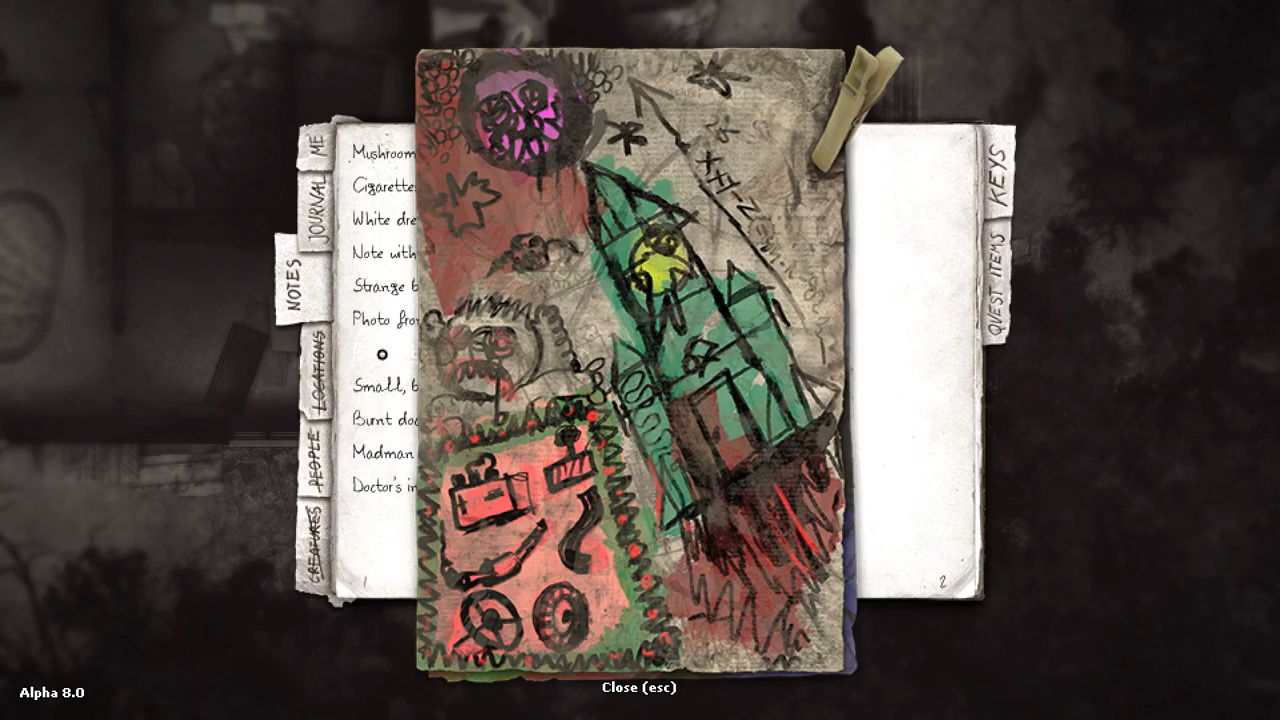 ME
JOURNAL
NOTES
LOCATIONS
PEOPLE
CREATURES
Mushroom
Cigarette
White dre
Note with
Strange b
Photo fro
Small, b
Burnt doc
Madman
Doctor's in
1
KEYS
QUEST ITEMS
2
Alpha 8.0
Close (esc)